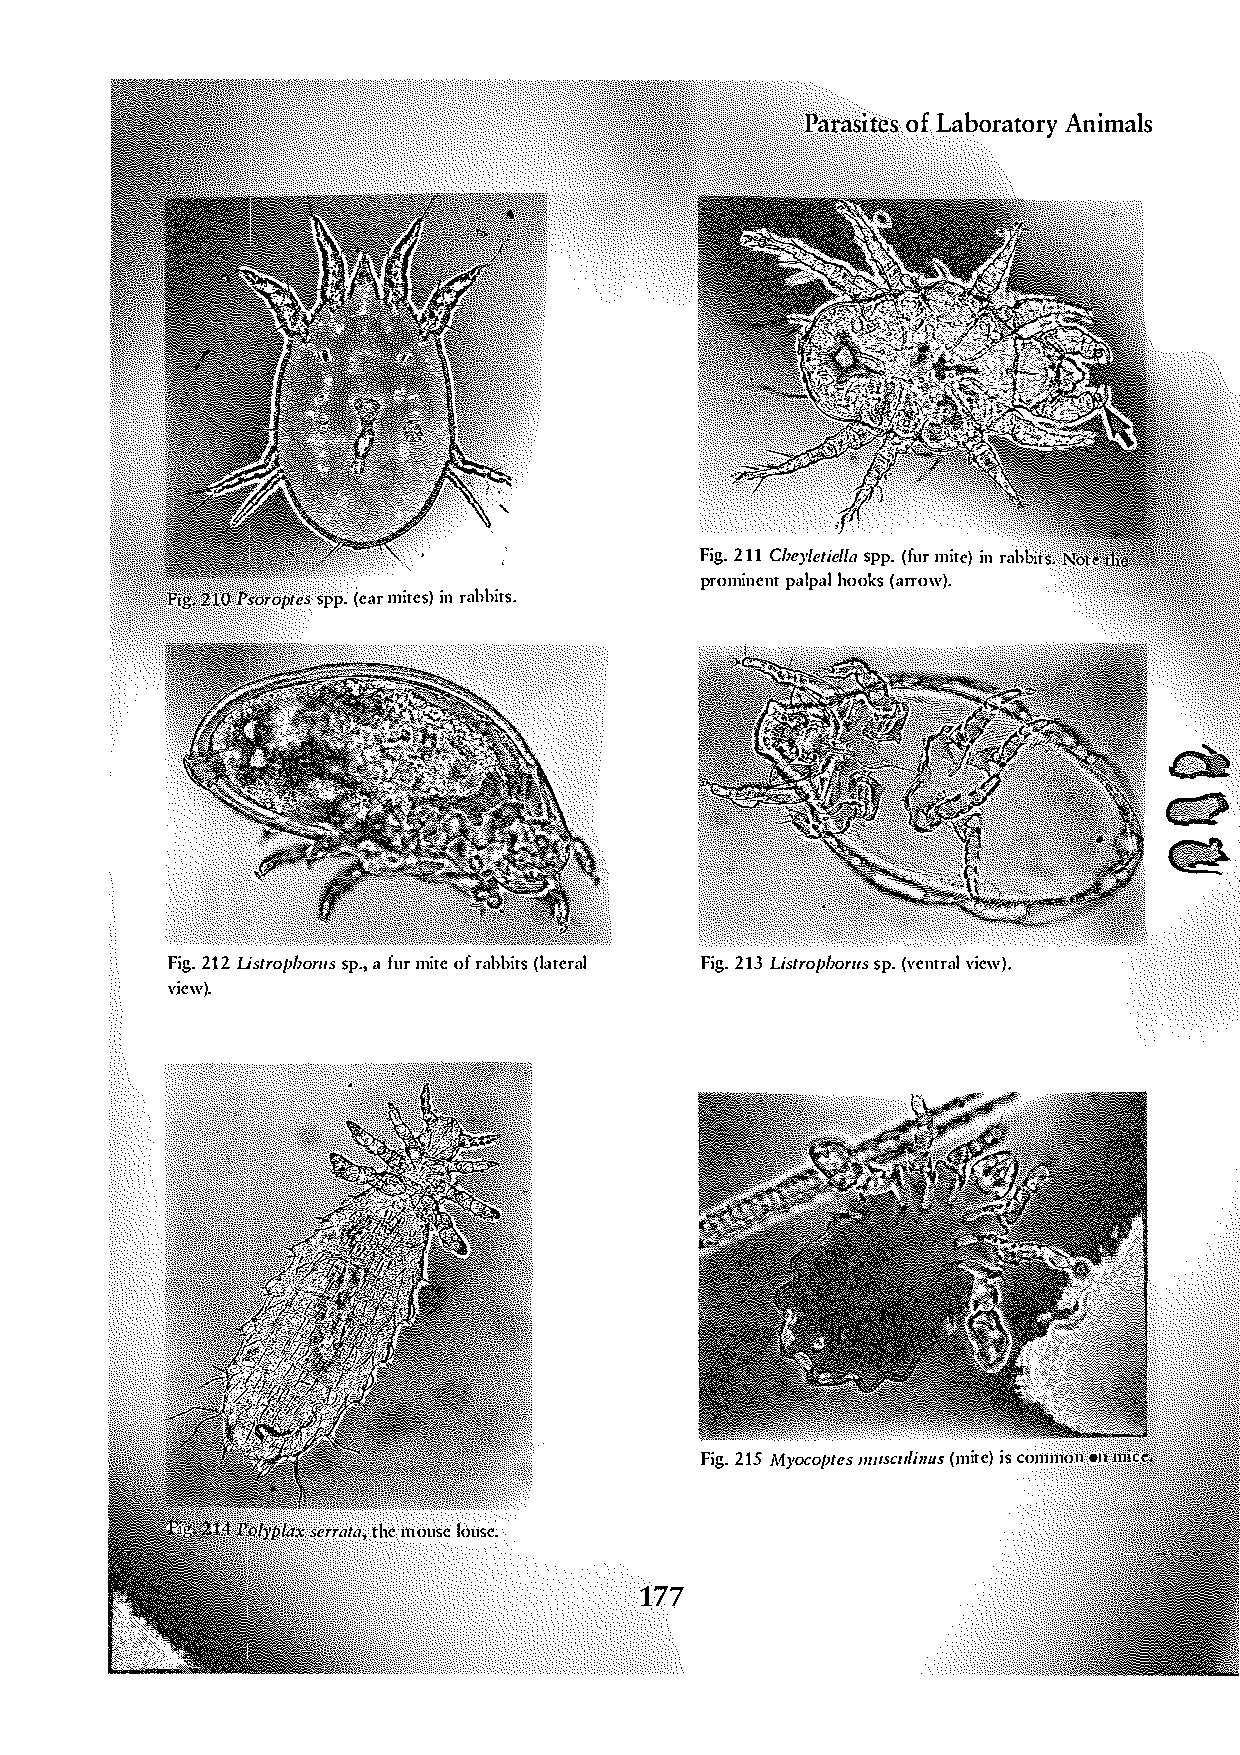 Parasites of Laboratory Animals
Fig. 210 Psoroptes spp. (ear mites) in rabbits.
Fig. 211 Cheyletiella spp. (fur mite) in rabbits. Note the
prominent palpal hooks (arrow).
Fig. 212 Listrophorus sp., a fur mite of rabbits (lateral
view).
Fig. 213 Listrophorus sp. (ventral view).
Fig. 214 Polyplax serrata, the mouse louse.
Fig. 215 Myocoptes musculinus (mite) is common on mice.
177